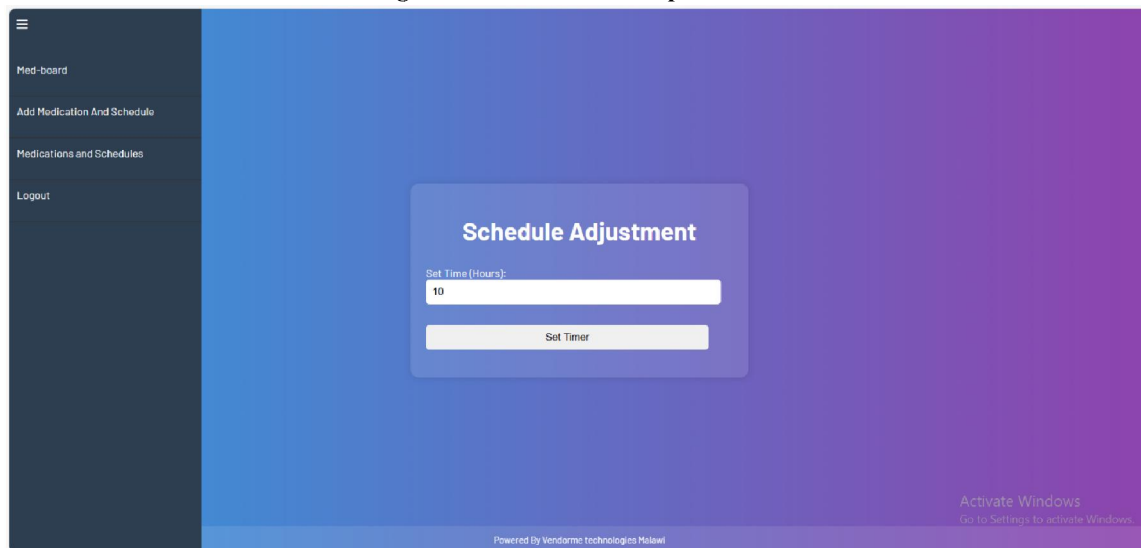 ☰
Med-board
Add Medication And Schedule
Medications and Schedules
Logout
Schedule Adjustment
Set Time (Hours):
10
Set Timer
Activate Windows
Go to Settings to activate Windows.
Powered By Vendorme technologies Malawi